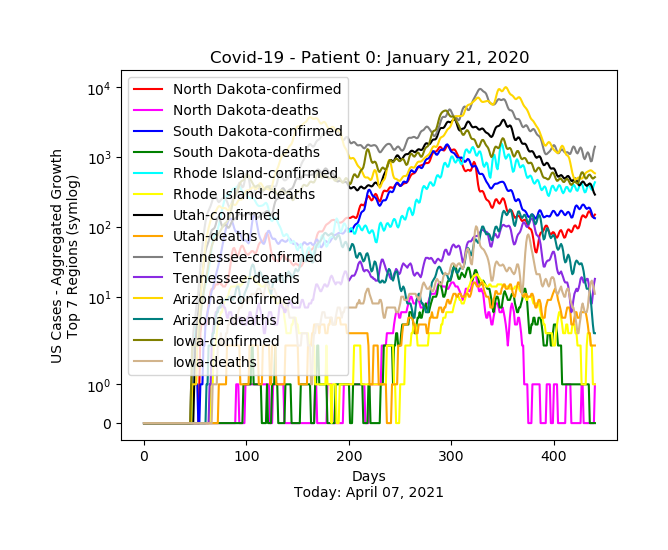 Covid-19 - Patient 0: January 21, 2020
US Cases - Aggregated Growth
Top 7 - Regions (symlog)
10⁴
10³
10²
10¹
10⁰
0
North Dakota-confirmed
North Dakota-deaths
South Dakota-confirmed
South Dakota-deaths
Rhode Island-confirmed
Rhode Island-deaths
Utah-confirmed
Utah-deaths
Tennessee-confirmed
Tennessee-deaths
Arizona-confirmed
Arizona-deaths
Iowa-confirmed
Iowa-deaths
0 100 200 300 400
Days
Today: April 07, 2021